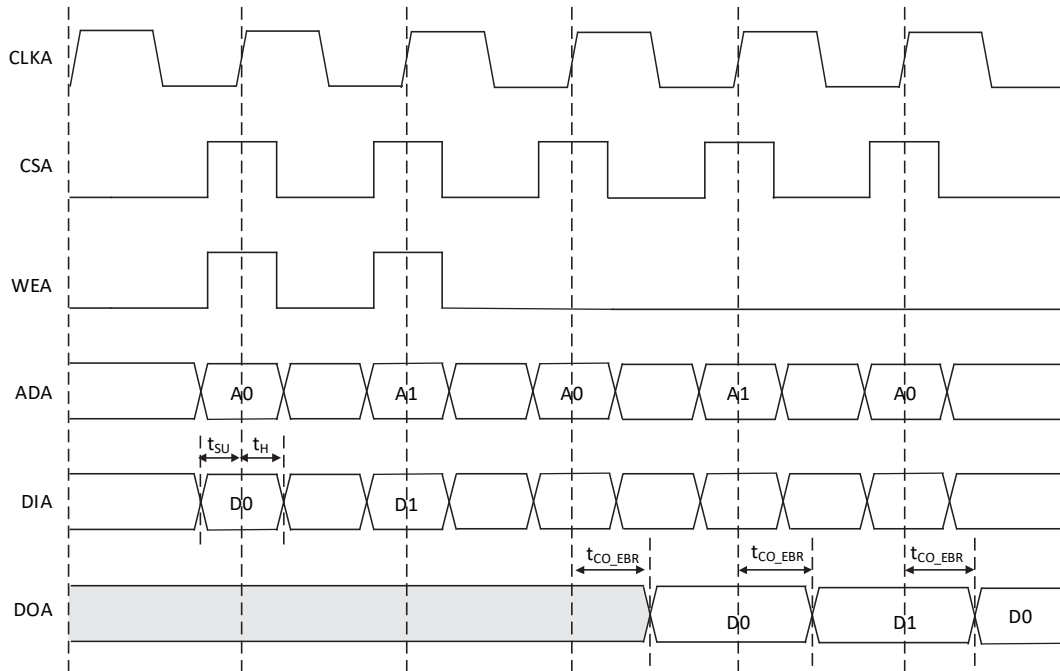 CLKA
CSA
WEA
ADA A0 A1 A0 A1 A0
tSU tH
DIA D0 D1
tCO_EBR tCO_EBR tCO_EBR
DOA D0 D1 D0